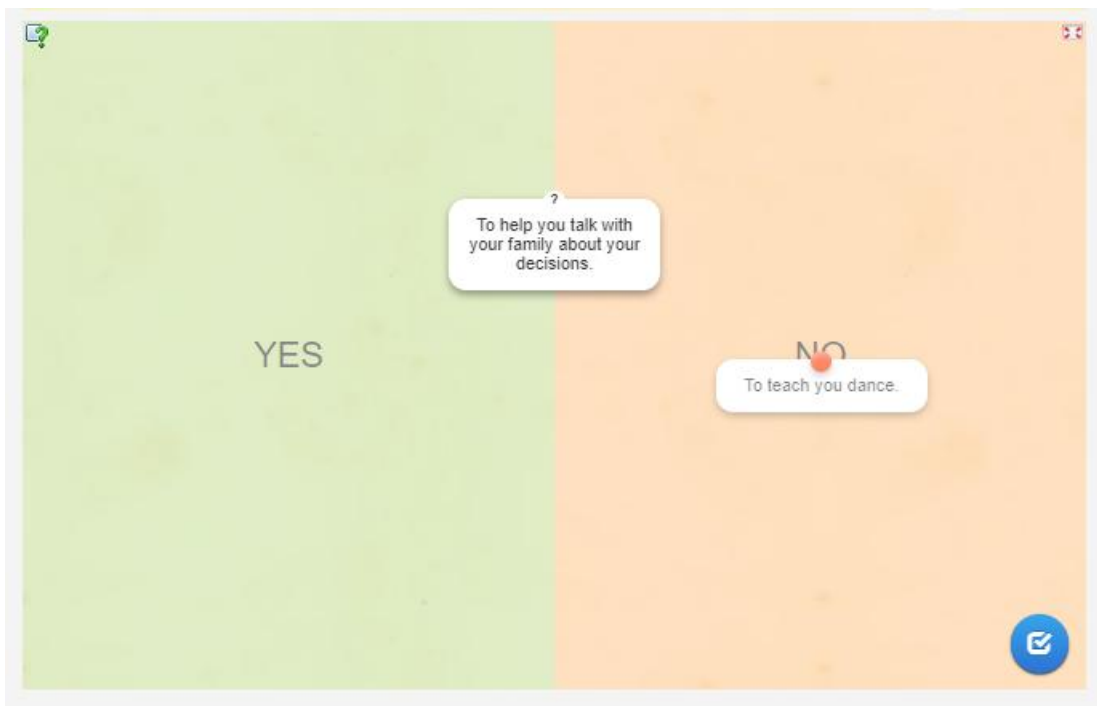 ?
To help you talk with
your family about your
decisions.
YES
NO
To teach you dance.